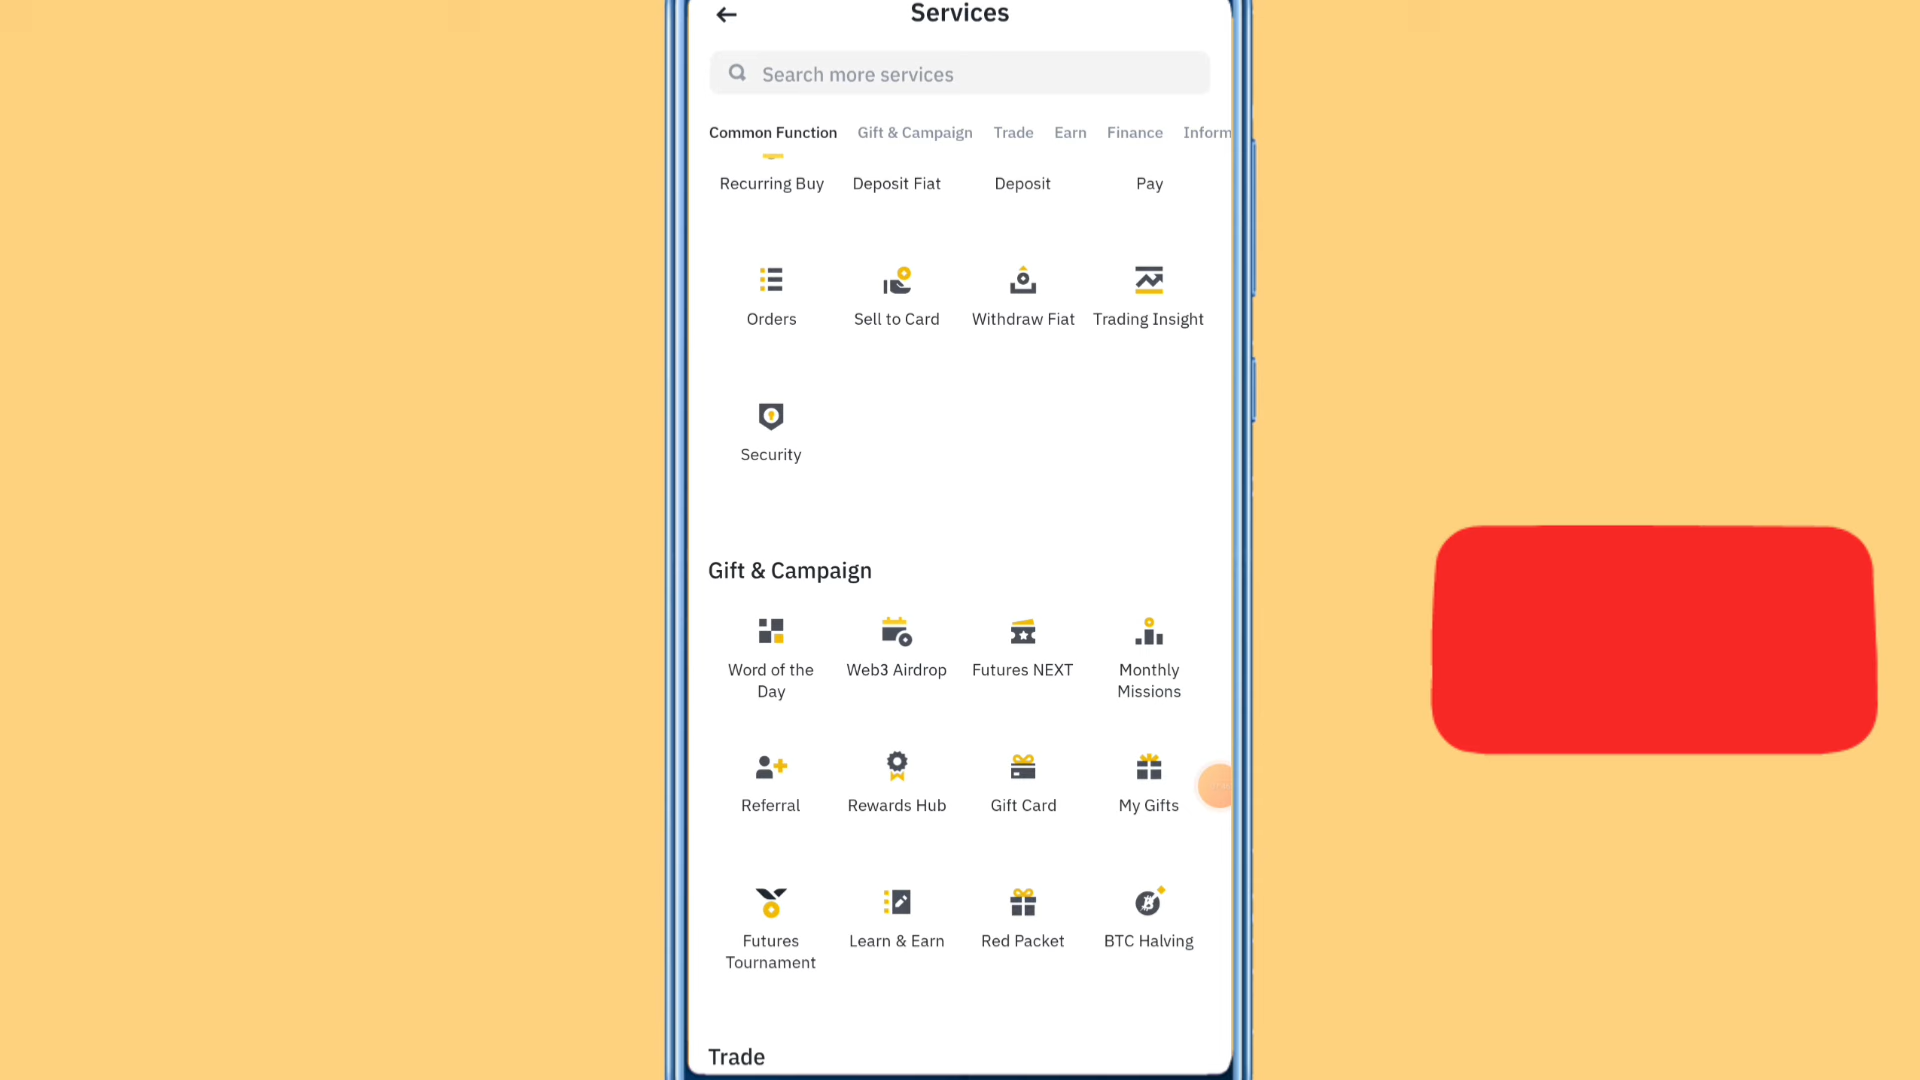 Services
Search more services
Common Function Gift & Campaign Trade Earn Finance Inform
Recurring Buy Deposit Fiat Deposit Pay
Orders Sell to Card Withdraw Fiat Trading Insight
Security
Gift & Campaign
Word of the Day Web3 Airdrop Futures NEXT Monthly Missions
Referral Rewards Hub Gift Card My Gifts
Futures Tournament Learn & Earn Red Packet BTC Halving
Trade